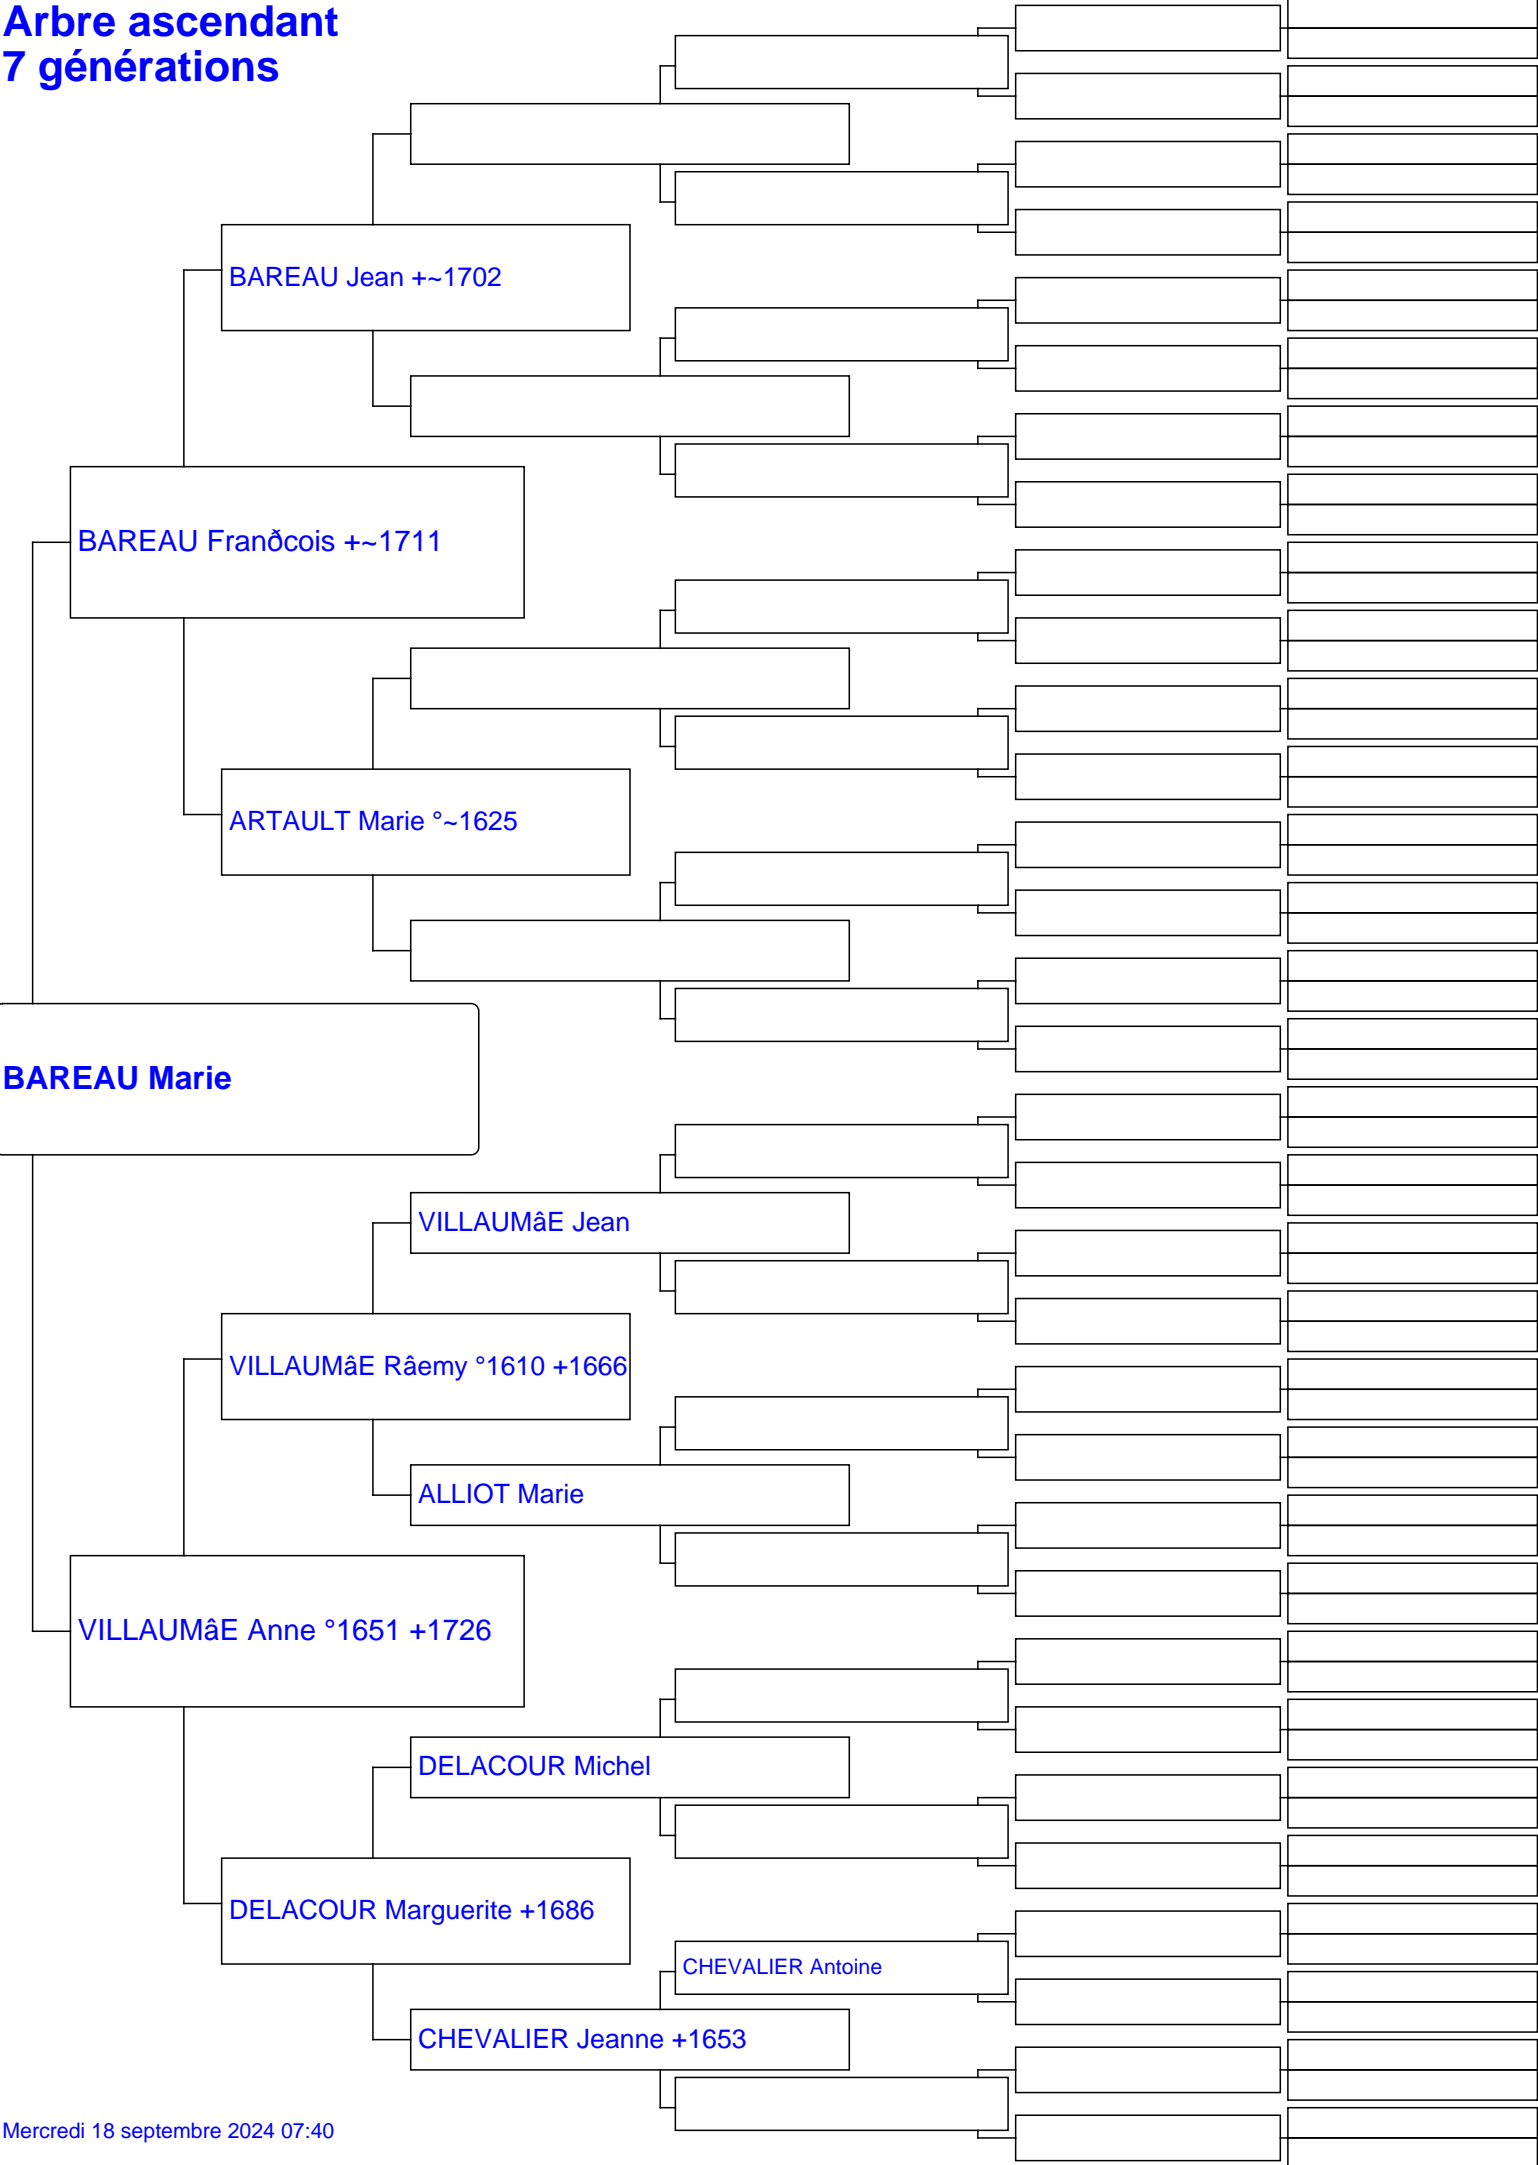 Arbre ascendant
7 générations
BAREAU Jean +~1702
BAREAU Franðcois +~1711
ARTAULT Marie °~1625
BAREAU Marie
VILLAUMâE Jean
VILLAUMâE Râemy °1610 +1666
ALLIOT Marie
VILLAUMâE Anne °1651 +1726
DELACOUR Michel
DELACOUR Marguerite +1686
CHEVALIER Antoine
CHEVALIER Jeanne +1653
Mercredi 18 septembre 2024 07:40